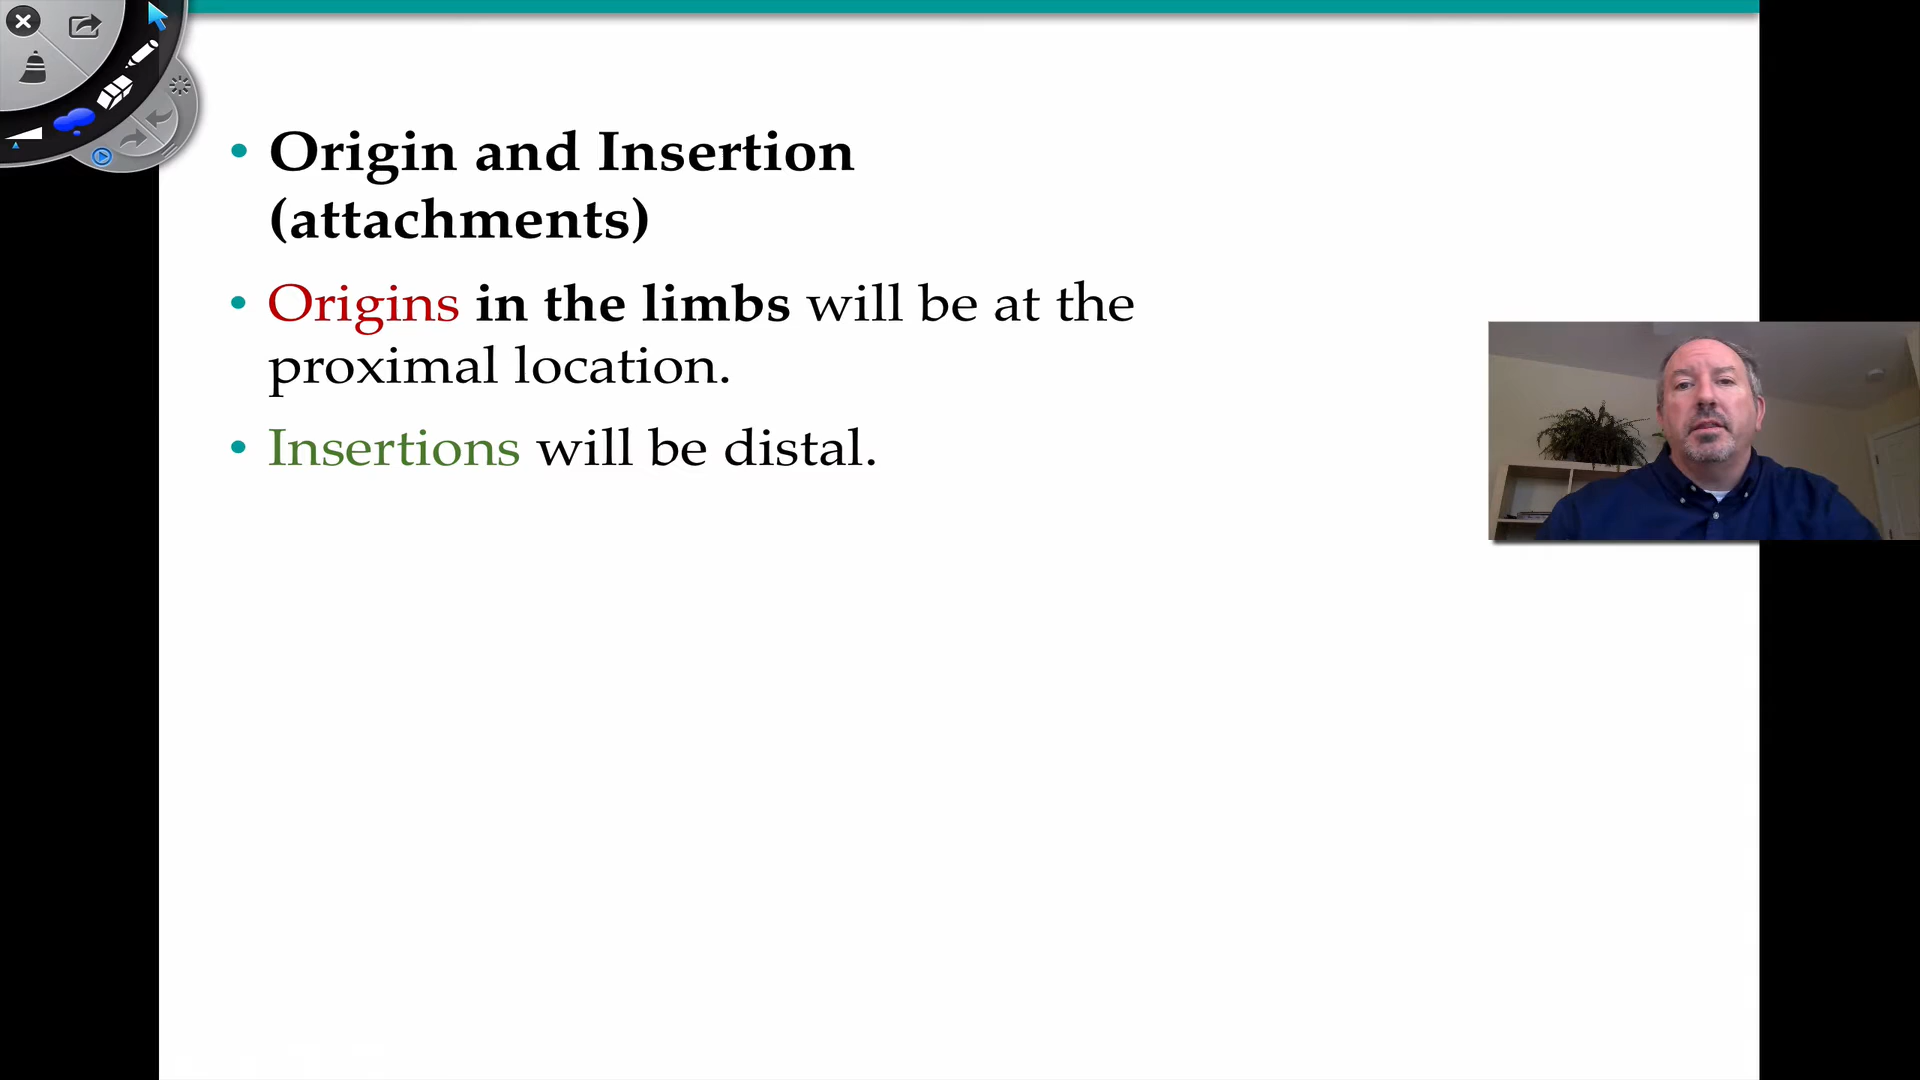 • Origin and Insertion
(attachments)
• Origins in the limbs will be at the
proximal location.
• Insertions will be distal.